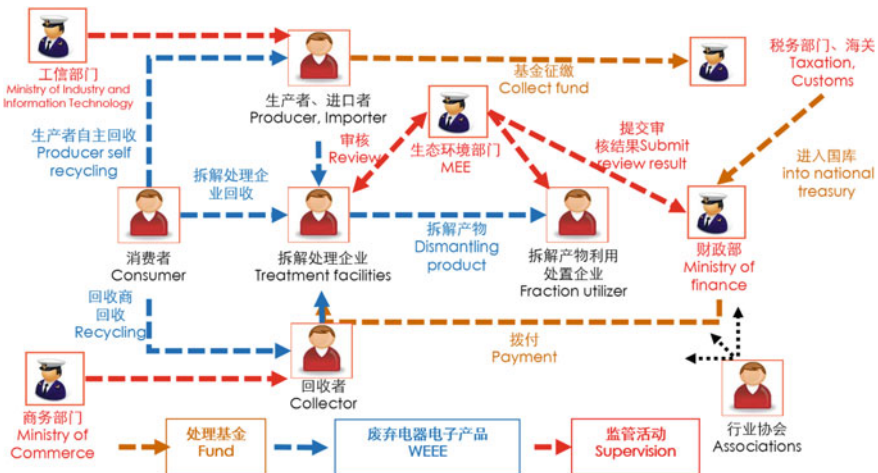 工信部门
Ministry of Industry and
Information Technology
生产者、进口者
Producer, Importer
基金征缴
Collect fund
税务部门、海关
Taxation,
Customs,
生产者自主回收
Producer self
recycling
审核
Review
生态环境部门
MEE
提交审
核结果Submit
review result
进入国库
into national
treasury
拆解处理企
业回收
消费者
Consumer
拆解处理企业
Treatment facilities
拆解产物
Dismantling
product
拆解产物利用
处置企业
Fraction utilizer
财政部
Ministry of
finance
回收商
回收
Recycling
拨付
Payment
商务部门
Ministry of
Commerce
回收者
Collector
行业协会
Associations
处理基金
Fund
废弃电器电子产品
WEEE
监管活动
Supervision